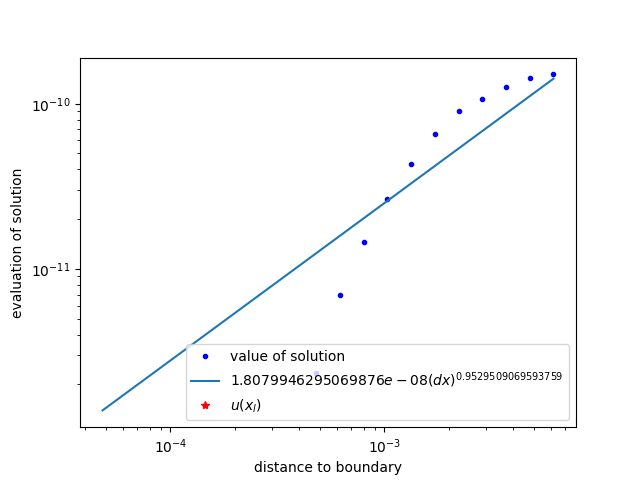 10⁻¹⁰
10⁻¹¹
evaluation of solution
value of solution
1.8079946295069876e − 08(dx)^0.9529509069593759
u(x_I)
10⁻⁴
10⁻³
distance to boundary